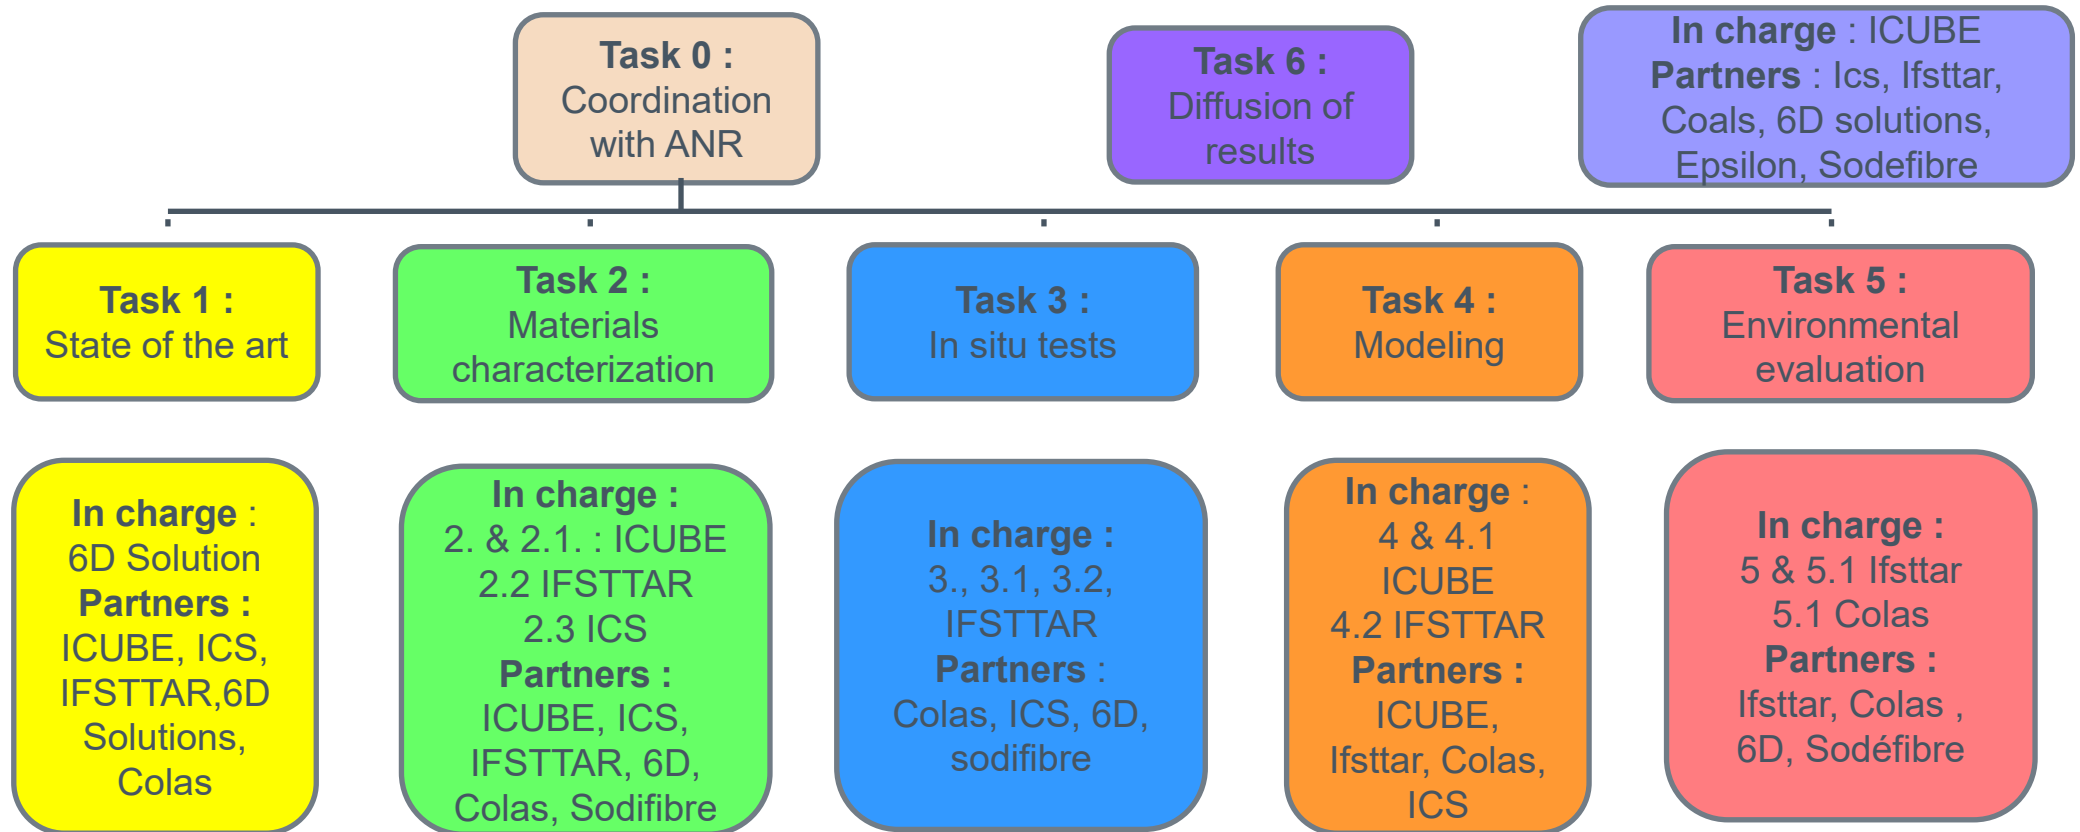 Task 0 :
Coordination
with ANR
Task 6 :
Diffusion of
results
In charge : ICUBE
Partners : Ics, Ifsttar,
Coals, 6D solutions,
Epsilon, Sodefibre
Task 1 :
State of the art
Task 2 :
Materials
characterization
Task 3 :
In situ tests
Task 4 :
Modeling
Task 5 :
Environmental
evaluation
In charge :
6D Solution
Partners :
ICUBE, ICS,
IFSTTAR,6D
Solutions,
Colas
In charge :
2. & 2.1. : ICUBE
2.2 IFSTTAR
2.3 ICS
Partners :
ICUBE, ICS,
IFSTTAR, 6D,
Colas, Sodifibre
In charge :
3., 3.1, 3.2,
IFSTTAR
Partners :
Colas, ICS, 6D,
sodifibre
In charge :
4 & 4.1
ICUBE
4.2 IFSTTAR
Partners :
ICUBE,
Ifsttar, Colas,
ICS
In charge :
5 & 5.1 Ifsttar
5.1 Colas
Partners :
Ifsttar, Colas ,
6D, Sodéfibre